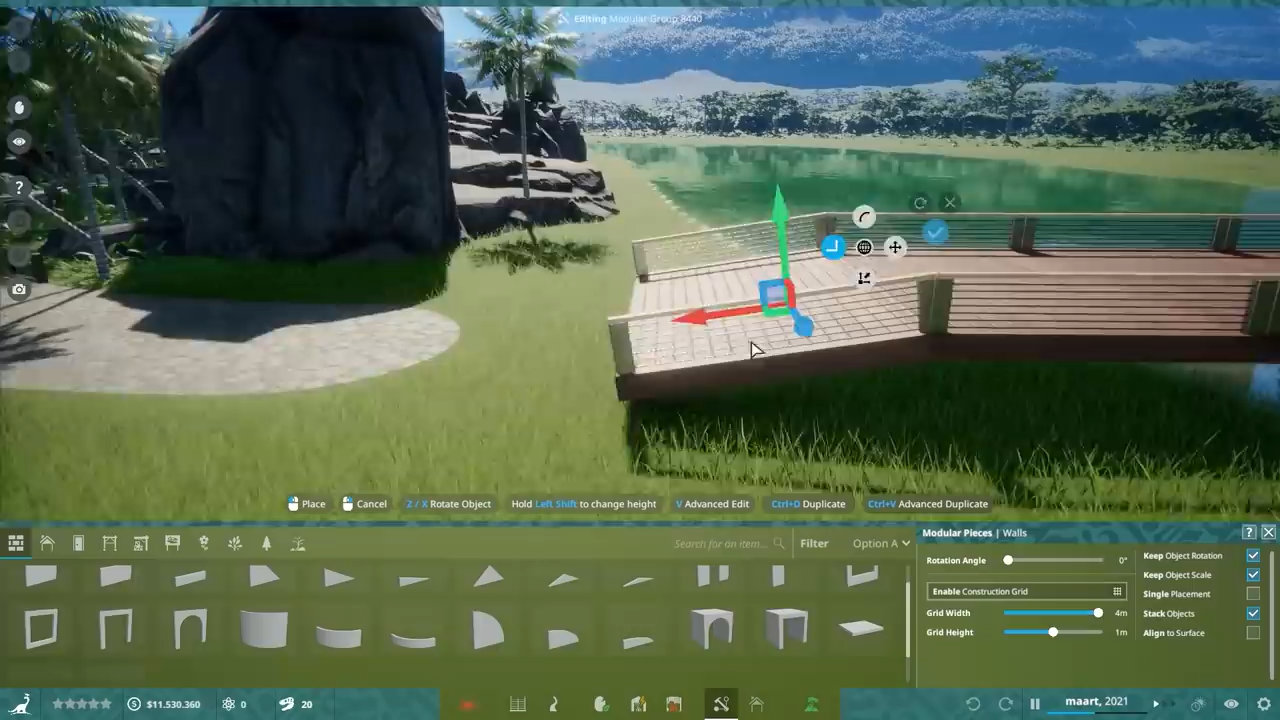 Editing Modular Group 8440
?
Place
Cancel
Z / X Rotate Object
Hold Left Shift to change height
V Advanced Edit
Ctrl+D Duplicate
Ctrl+V Advanced Duplicate
Search for an item...
Filter
Option A
Modular Pieces | Walls
?
Rotation Angle
0°
Keep Object Rotation
Keep Object Scale
Enable Construction Grid
Single Placement
Grid Width
4m
Stack Objects
Grid Height
1m
Align to Surface
$11.530.360
0
20
maart, 2021